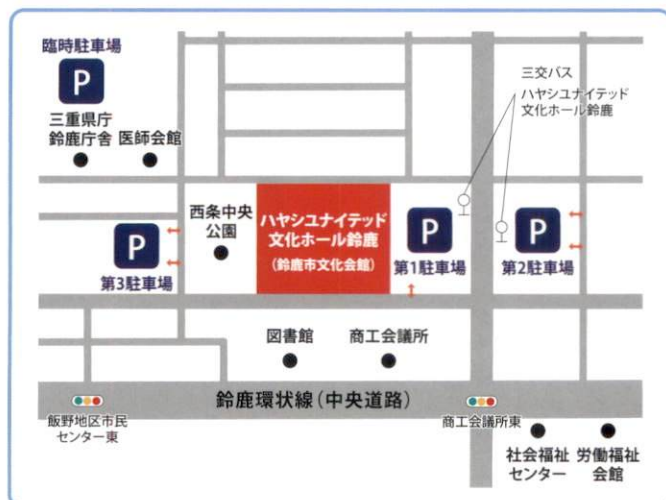 臨時駐車場
P
三重県庁
鈴鹿庁舎
医師会館
三交バス
ハヤシユナイテッド
文化ホール鈴鹿
西条中央
公園
ハヤシユナイテッド
文化ホール鈴鹿
(鈴鹿市文化会館)
P
第1駐車場
P
第2駐車場
P
第3駐車場
図書館
商工会議所
鈴鹿環状線(中央道路)
飯野地区市民
センター東
商工会議所東
社会福祉
センター
労働福祉
会館